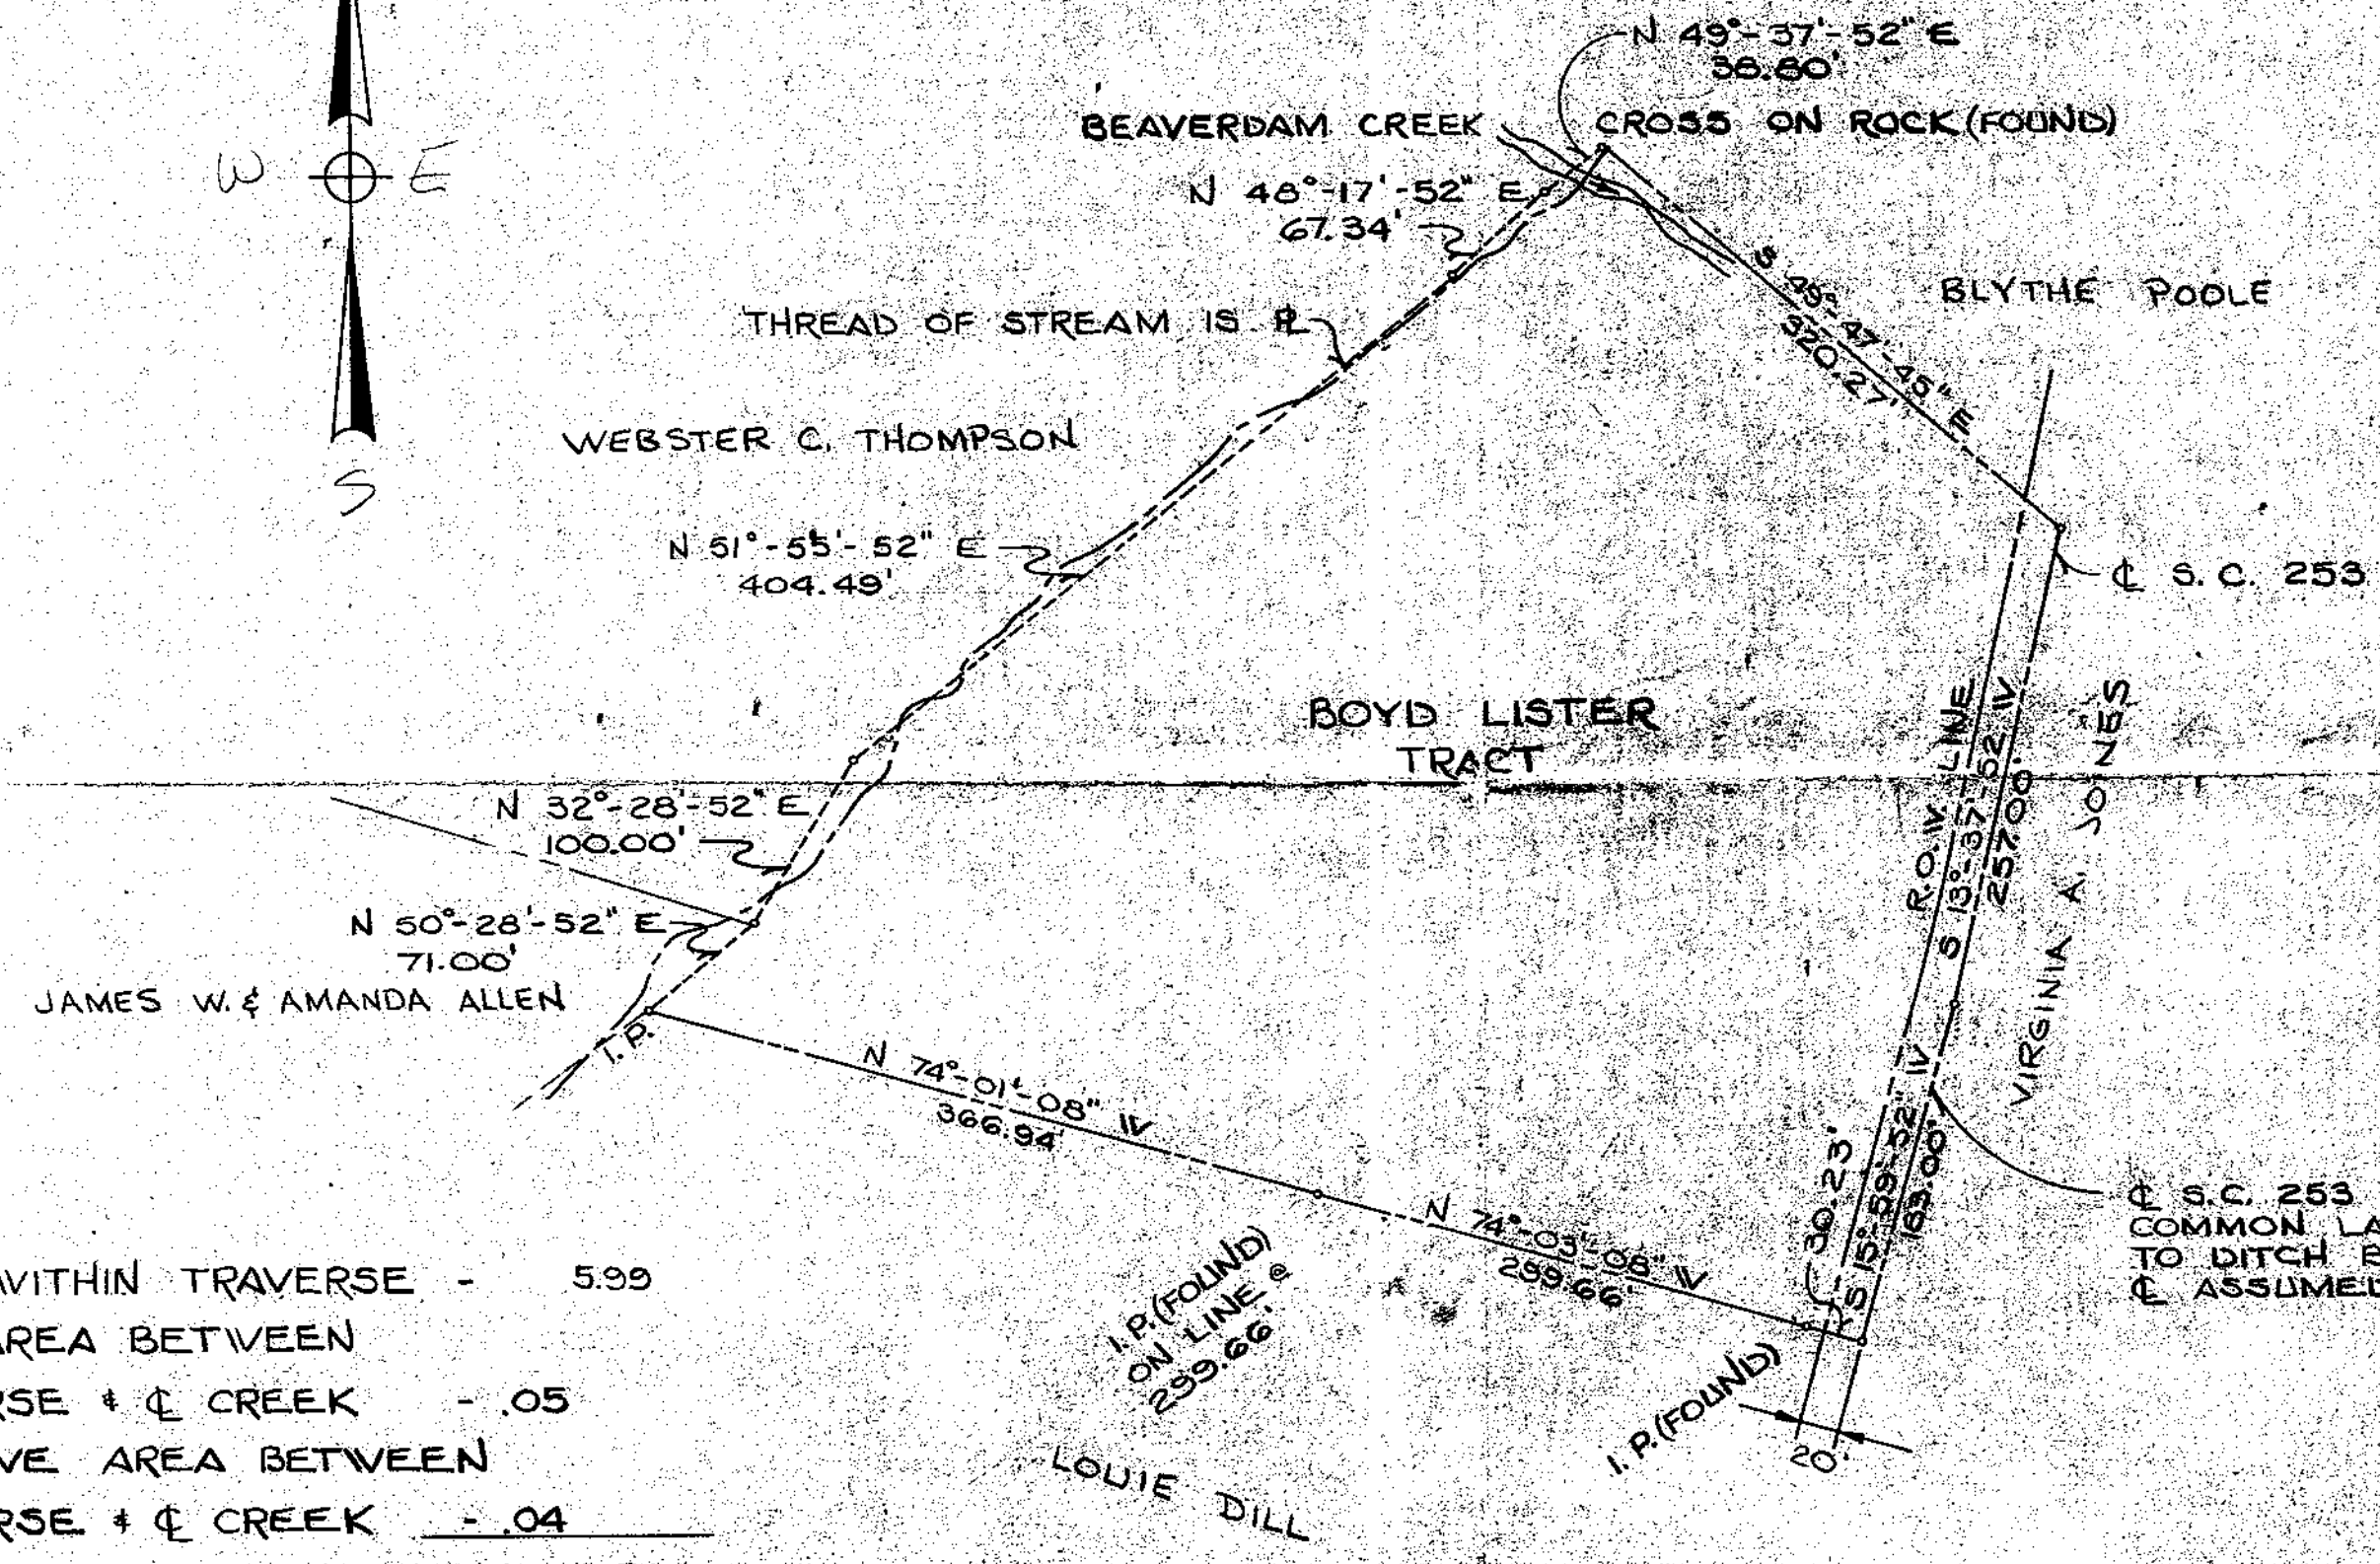 N 49°-37'-52" E
38.80'
BEAVERDAM CREEK
CROSS ON ROCK (FOUND)
N 48°-17'-52" E
67.34'
W E
S
S 49°-47'-45" E
320.27'
BLYTHE POOLE
THREAD OF STREAM IS ⅊
WEBSTER C. THOMPSON
N 51°-55'-52" E
404.49'
℄ S.C. 253
BOYD LISTER
TRACT
R.O.W. LINE
S 13°-37'-52 W
257.00'
VIRGINIA A. JONES
N 32°-28'-52" E
100.00'
N 50°-28'-52" E
71.00'
JAMES W. & AMANDA ALLEN
I.P.
N 74°-01'-08" W
366.94'
N 74°-03'-08" W
299.66'
30.23'
S 15°-59'-52" W
163.00'
℄ S.C. 253
COMMON LA
TO DITCH
℄ ASSUMED
I.P. (FOUND)
ON LINE @
299.66'
I.P. (FOUND)
20'
LOUIE DILL
WITHIN TRAVERSE - 5.99
AREA BETWEEN
RSE & ℄ CREEK - .05
VE AREA BETWEEN
RSE & ℄ CREEK - .04